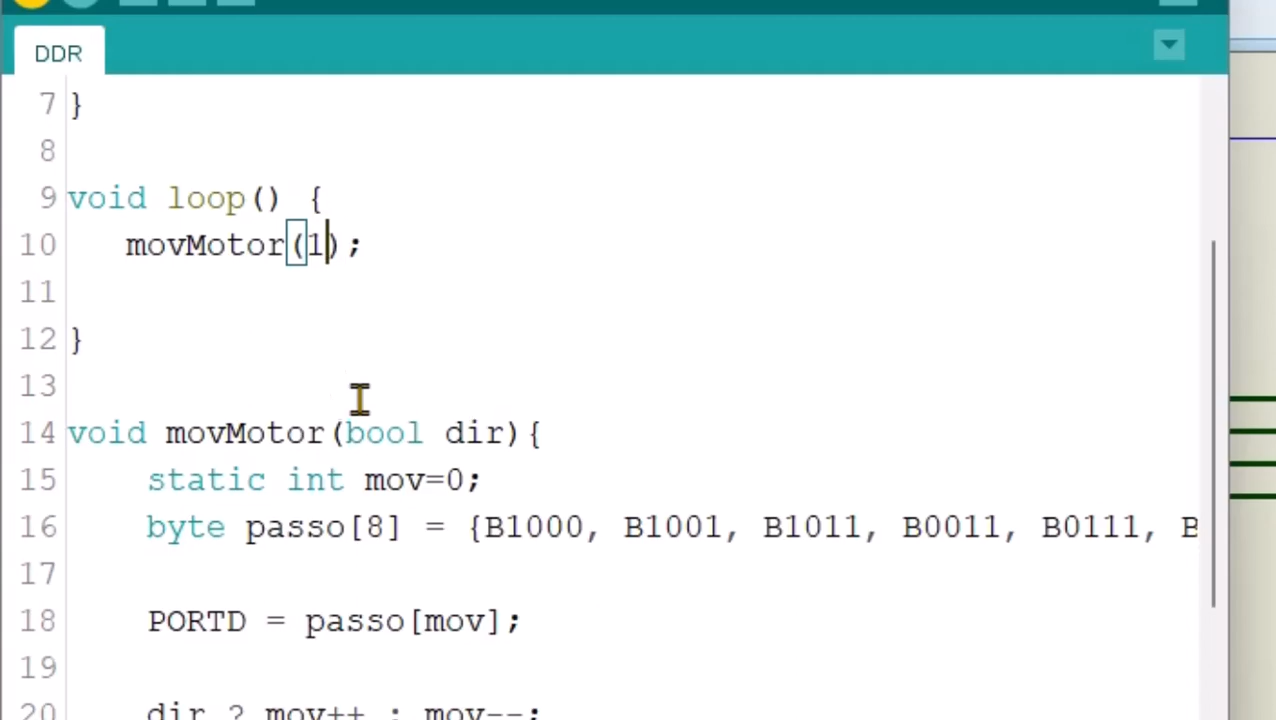 DDR
7 }
8
9 void loop() {
10 movMotor(1);
11
12 }
13
14 void movMotor(bool dir){
15 static int mov=0;
16 byte passo[8] = {B1000, B1001, B1011, B0011, B0111, B
17
18 PORTD = passo[mov];
19
20 dir ? mov++ : mov--;